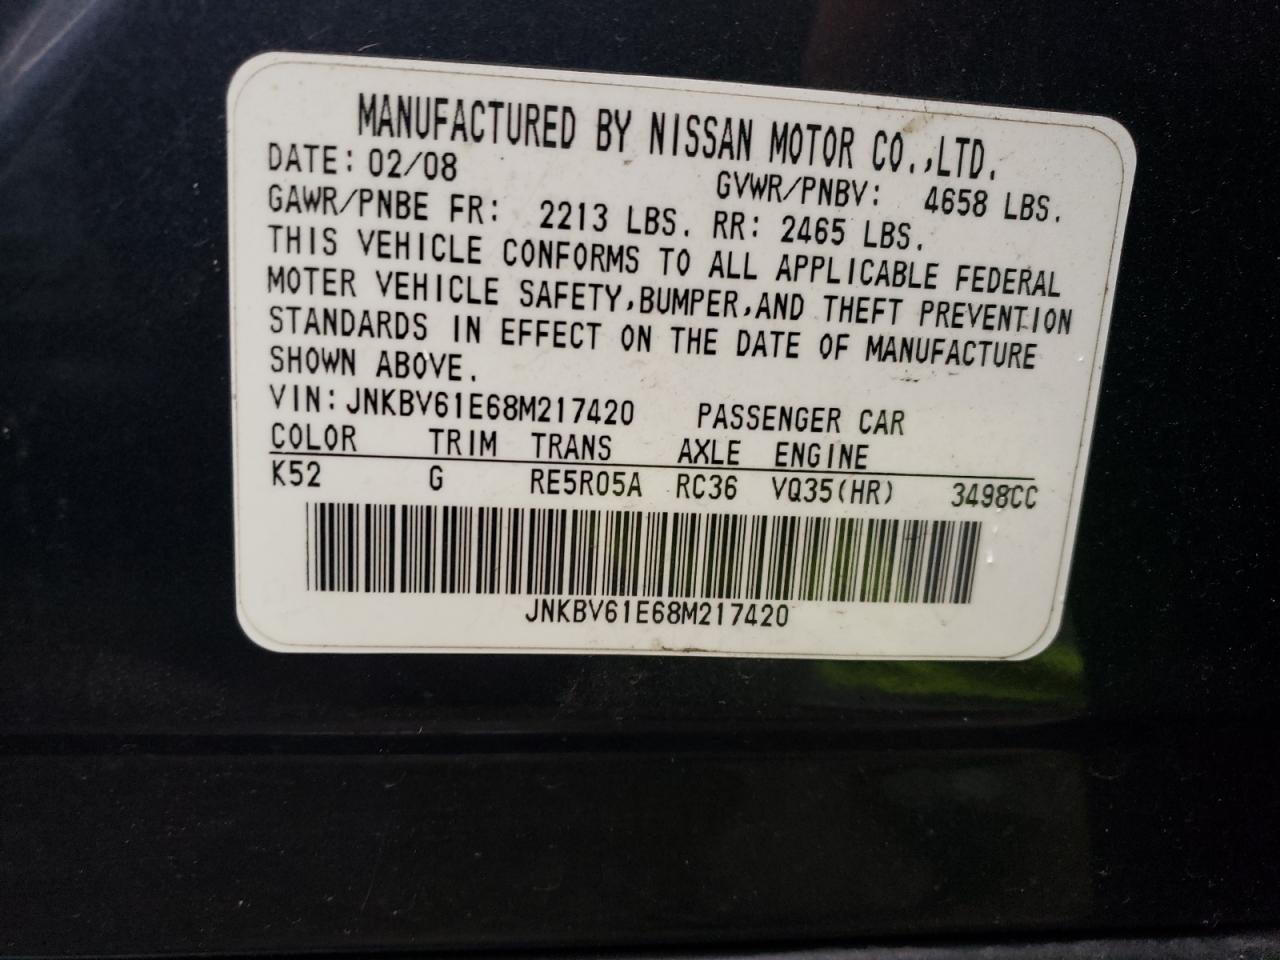 MANUFACTURED BY NISSAN MOTOR CO.,LTD.
DATE: 02/08 GVWR/PNBV: 4658 LBS.
GAWR/PNBE FR: 2213 LBS. RR: 2465 LBS.
THIS VEHICLE CONFORMS TO ALL APPLICABLE FEDERAL
MOTER VEHICLE SAFETY,BUMPER,AND THEFT PREVENTION
STANDARDS IN EFFECT ON THE DATE OF MANUFACTURE
SHOWN ABOVE.
VIN:JNKBV61E68M217420 PASSENGER CAR
COLOR TRIM TRANS AXLE ENGINE
K52 G RE5R05A RC36 VQ35(HR) 3498CC
JNKBV61E68M217420